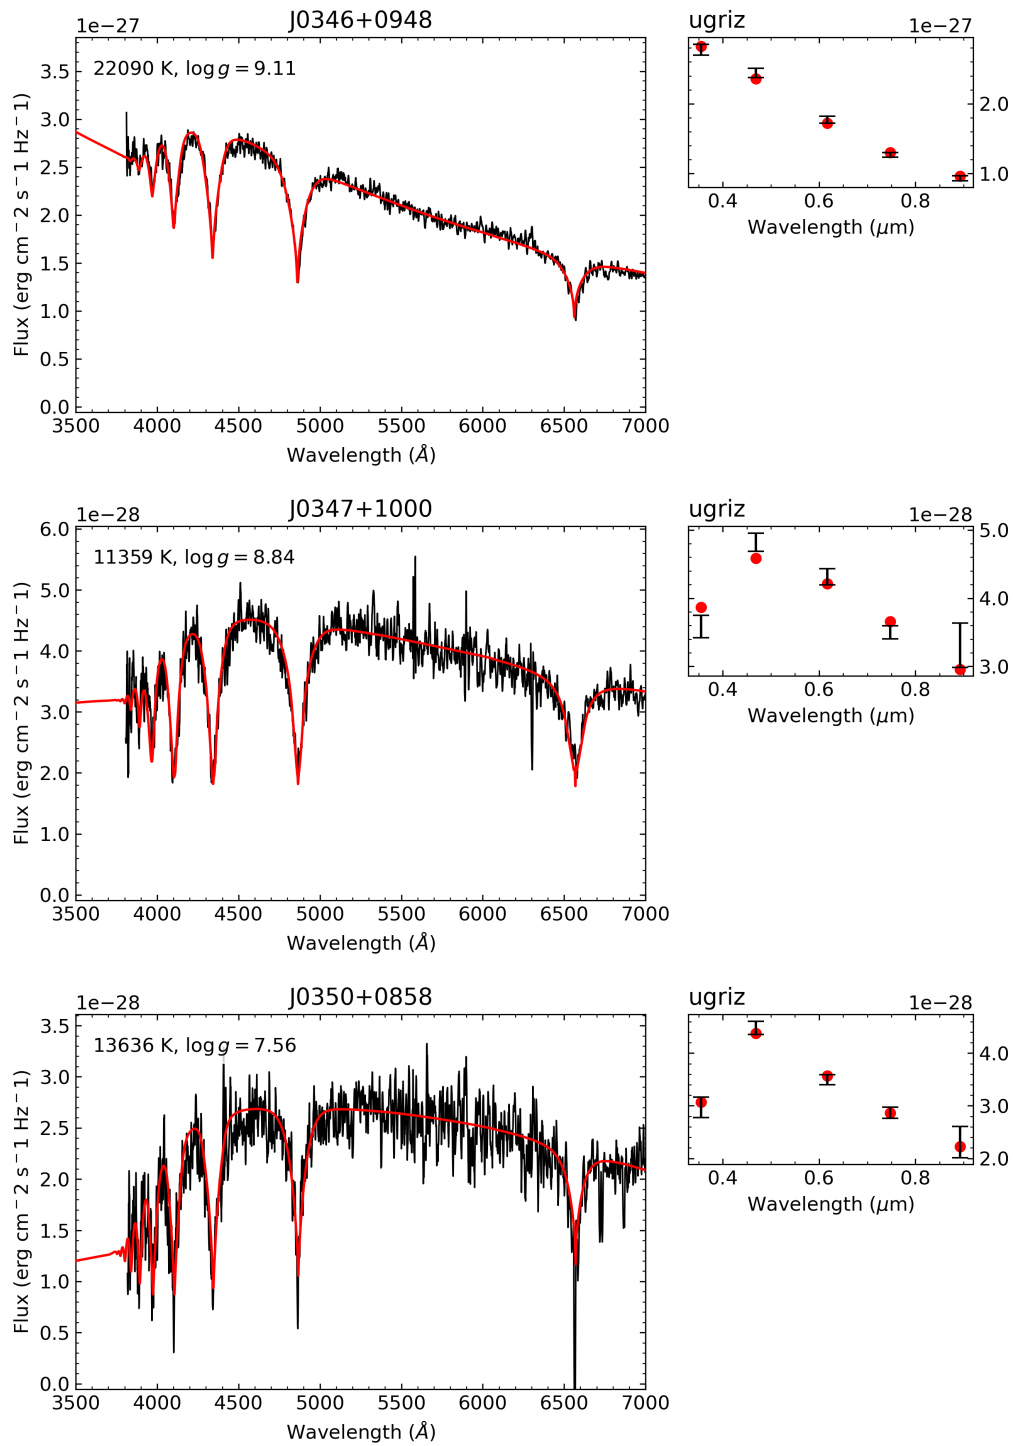 J0346+0948
1e−27
22090 K, log g = 9.11
3.5
3.0
2.5
2.0
1.5
1.0
0.5
0.0
Flux (erg cm−2 s−1 Hz−1)
3500 4000 4500 5000 5500 6000 6500 7000
Wavelength (Å)
ugriz
1e−27
2.0
1.0
0.4 0.6 0.8
Wavelength (μm)
J0347+1000
1e−28
11359 K, log g = 8.84
6.0
5.0
4.0
3.0
2.0
1.0
0.0
Flux (erg cm−2 s−1 Hz−1)
3500 4000 4500 5000 5500 6000 6500 7000
Wavelength (Å)
ugriz
1e−28
5.0
4.0
3.0
0.4 0.6 0.8
Wavelength (μm)
J0350+0858
1e−28
13636 K, log g = 7.56
3.5
3.0
2.5
2.0
1.5
1.0
0.5
0.0
Flux (erg cm−2 s−1 Hz−1)
3500 4000 4500 5000 5500 6000 6500 7000
Wavelength (Å)
ugriz
1e−28
4.0
3.0
2.0
0.4 0.6 0.8
Wavelength (μm)